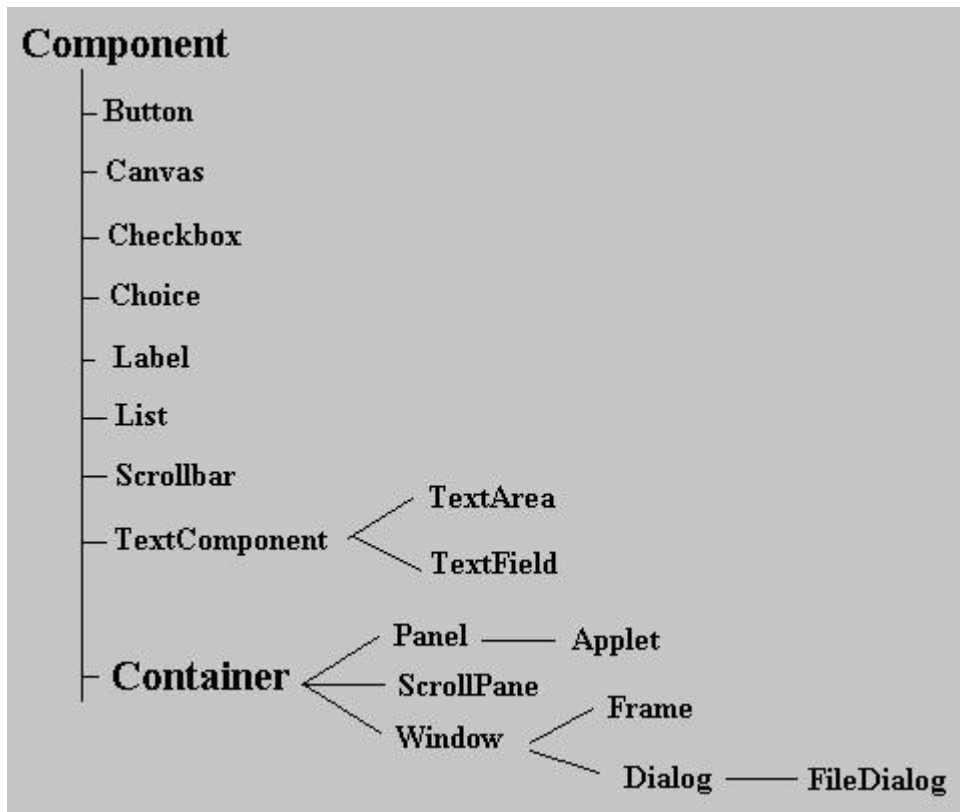 Component
Button
Canvas
Checkbox
Choice
Label
List
Scrollbar
TextComponent
TextArea
TextField
Container
Panel
Applet
ScrollPane
Window
Frame
Dialog
FileDialog